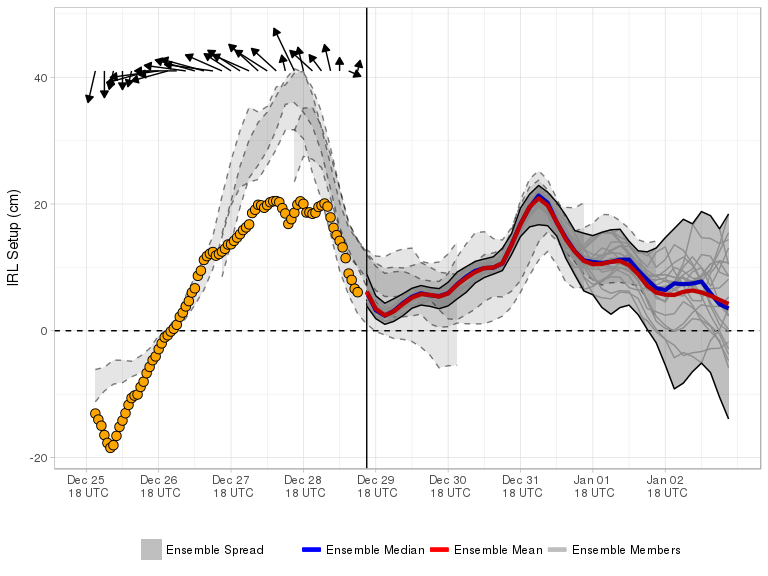 IRL Setup (cm)
40
20
0
-20
Dec 25 Dec 26 Dec 27 Dec 28 Dec 29 Dec 30 Dec 31 Jan 01 Jan 02
18 UTC 18 UTC 18 UTC 18 UTC 18 UTC 18 UTC 18 UTC 18 UTC 18 UTC
Ensemble Spread Ensemble Median Ensemble Mean Ensemble Members